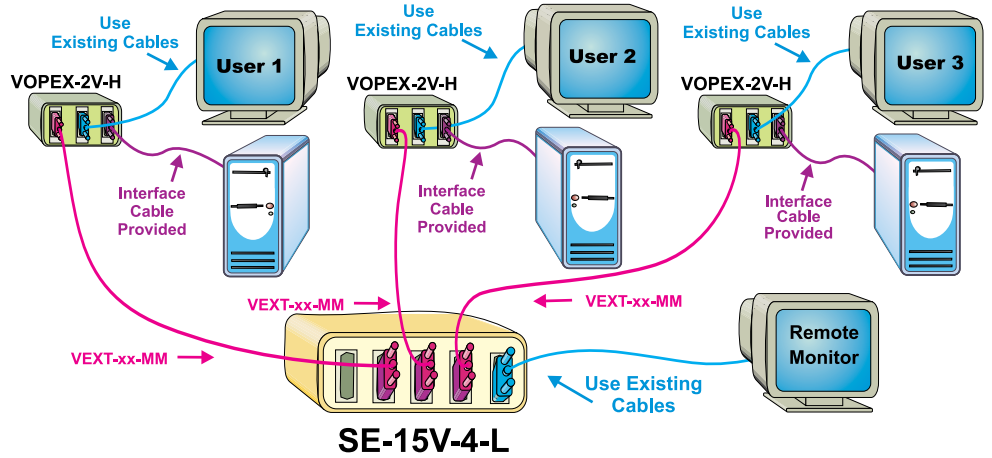 Use
Existing Cables
User 1
VOPEX-2V-H
Interface
Cable
Provided
Use
Existing Cables
User 2
VOPEX-2V-H
Interface
Cable
Provided
Use
Existing Cables
User 3
VOPEX-2V-H
Interface
Cable
Provided
VEXT-xx-MM
VEXT-xx-MM
VEXT-xx-MM
Remote
Monitor
Use Existing
Cables
SE-15V-4-L